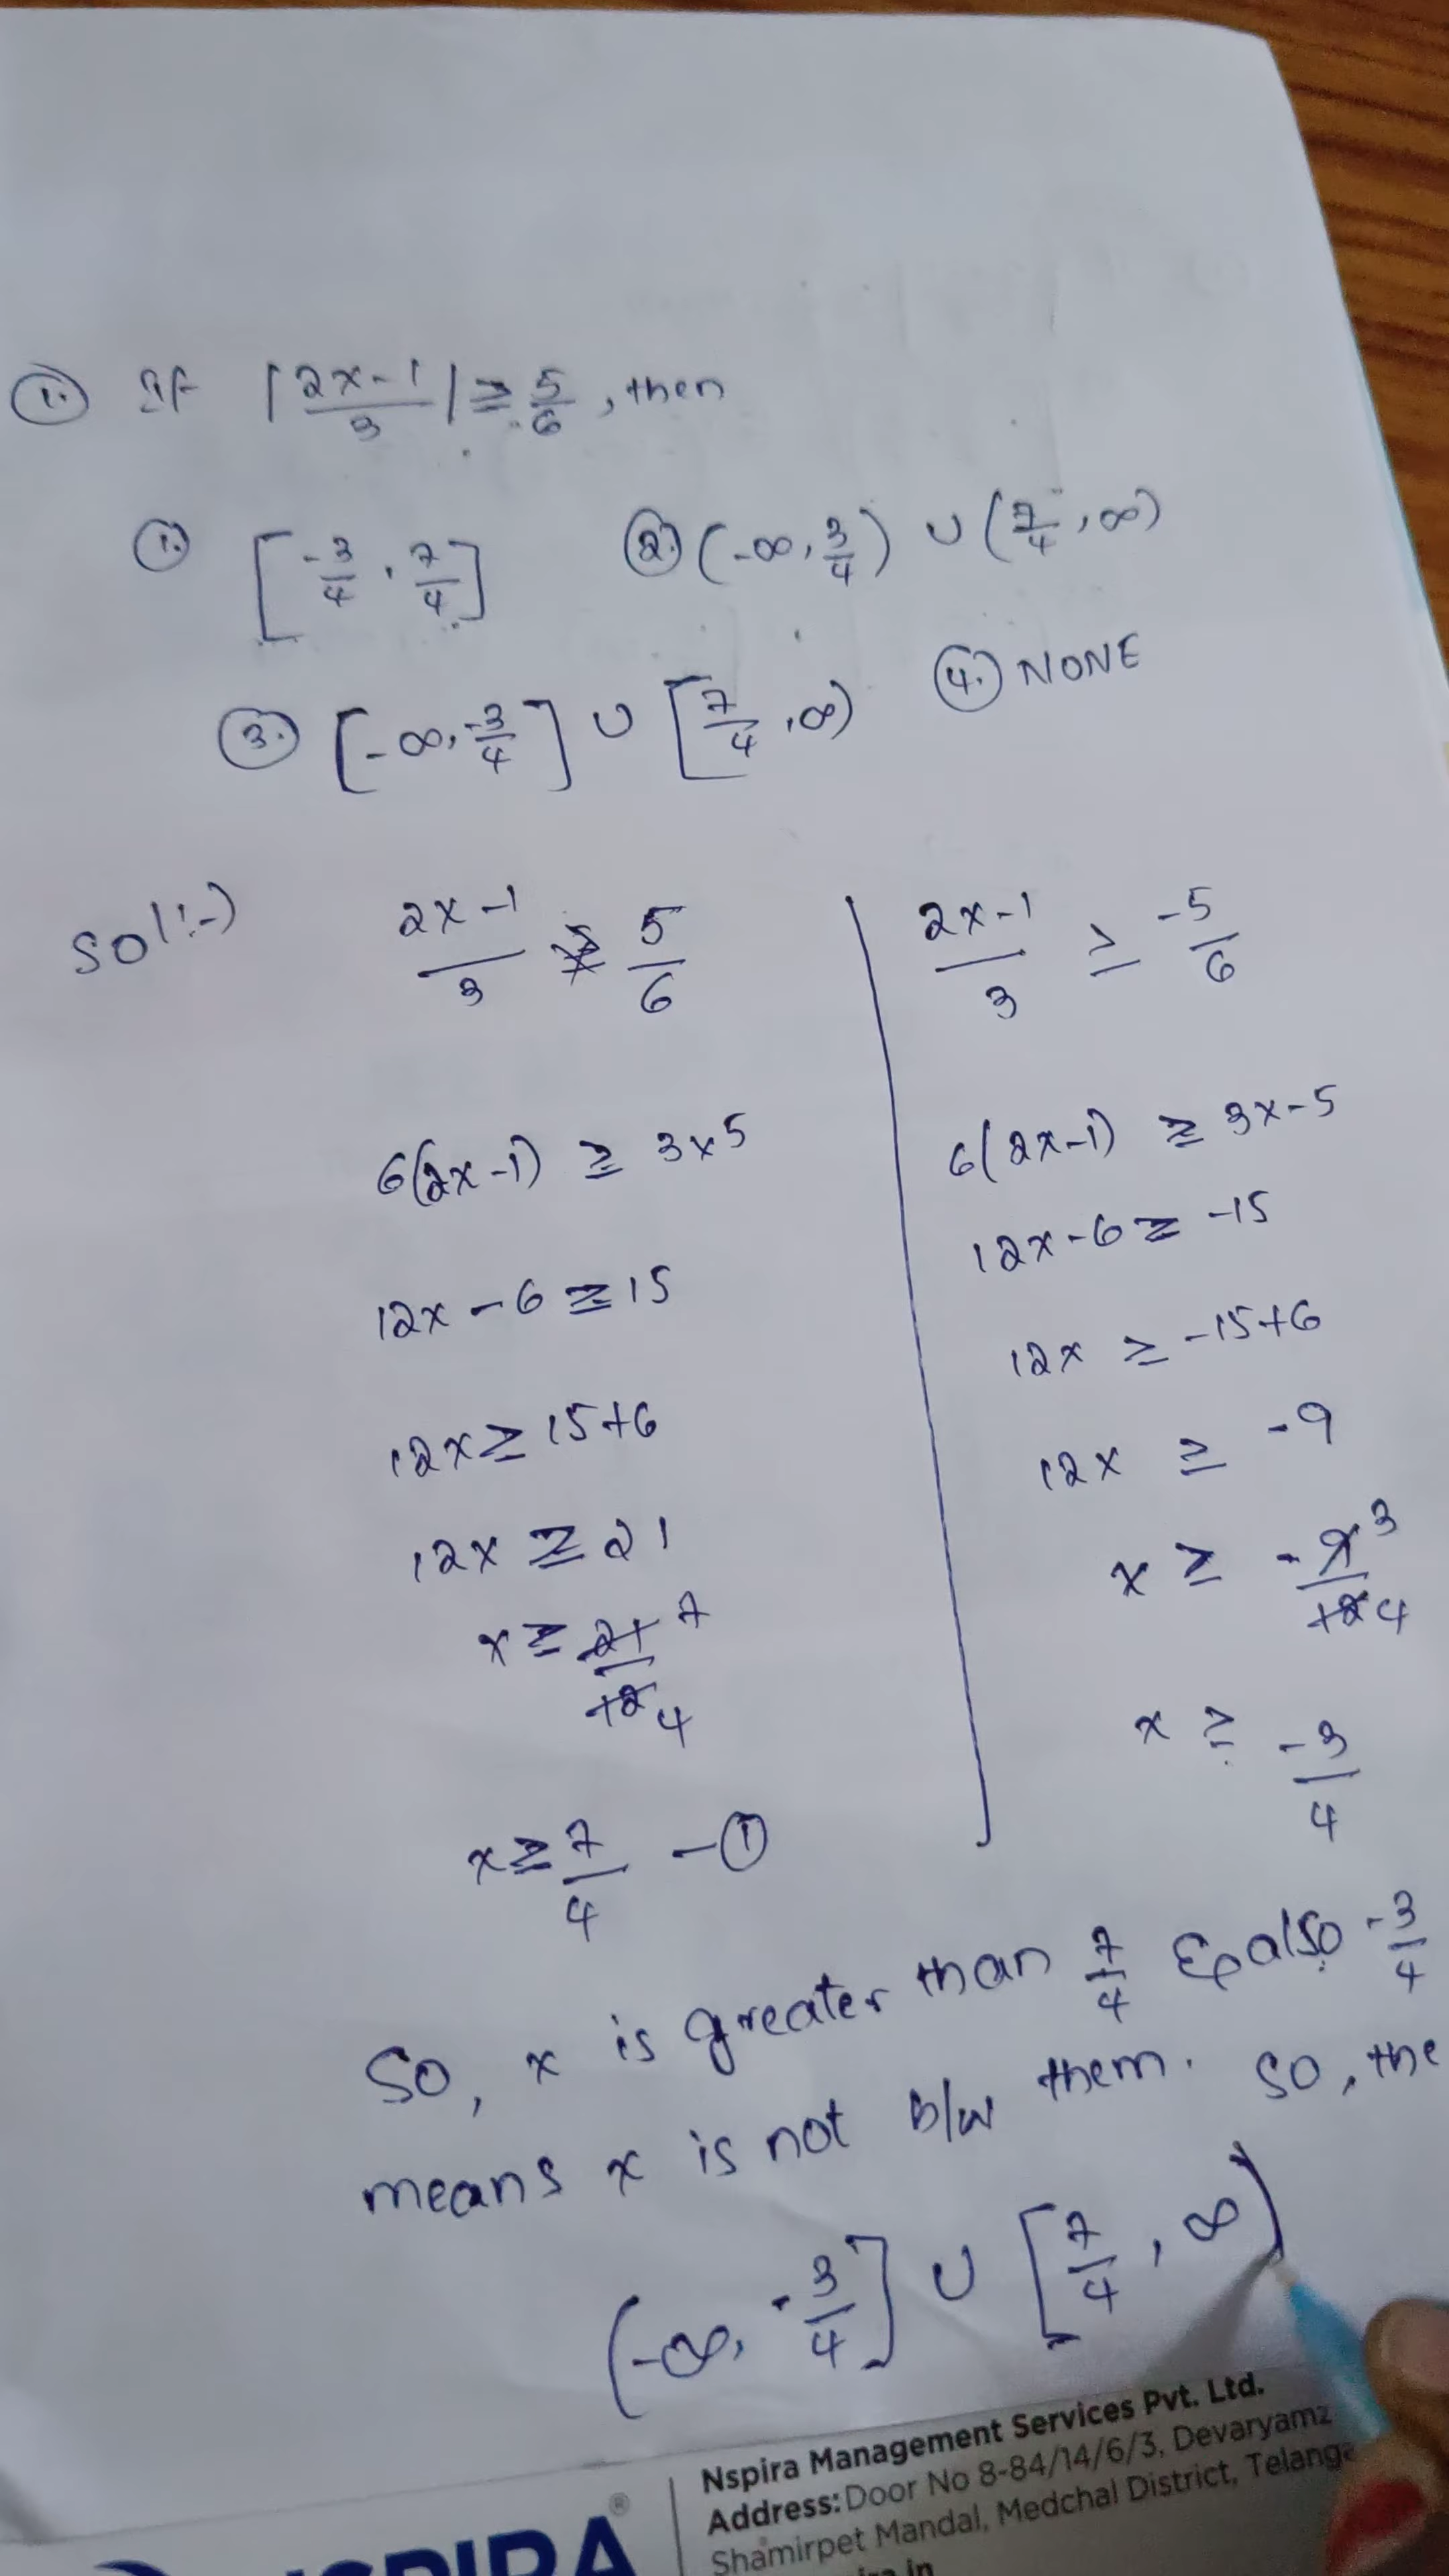 1. If |2x-1/3| ≥ 5/6, then
1. [-3/4, 7/4] 2. (-∞, 3/4) ∪ (7/4, ∞)
3. [-∞, -3/4] ∪ [7/4, ∞) 4. NONE
Sol:-)
2x-1/3 ≥ 5/6
6(2x-1) ≥ 3x5
12x-6 ≥ 15
12x ≥ 15+6
12x ≥ 21
x ≥ 21/12 7/4
x ≥ 7/4 -①
2x-1/3 ≥ -5/6
6(2x-1) ≥ 3x-5
12x-6 ≥ -15
12x ≥ -15+6
12x ≥ -9
x ≥ -9/12 3/4
x ≥ -3/4
So, x is greater than 7/4 & also -3/4
means x is not b/w them. So, the
(-∞, -3/4] ∪ [7/4, ∞)
Nspira Management Services Pvt. Ltd.
Address: Door No 8-84/14/6/3,
Shamirpet Mandal, Medchal District,